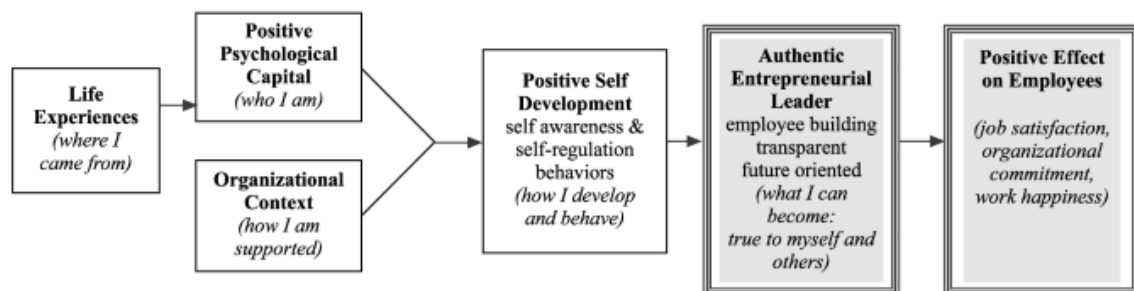 Life
Experiences
(where I
came from)
Positive
Psychological
Capital
(who I am)
Organizational
Context
(how I am
supported)
Positive Self
Development
self awareness &
self-regulation
behaviors
(how I develop
and behave)
Authentic
Entrepreneurial
Leader
employee building
transparent
future oriented
(what I can
become:
true to myself and
others)
Positive Effect
on Employees
(job satisfaction,
organizational
commitment,
work happiness)